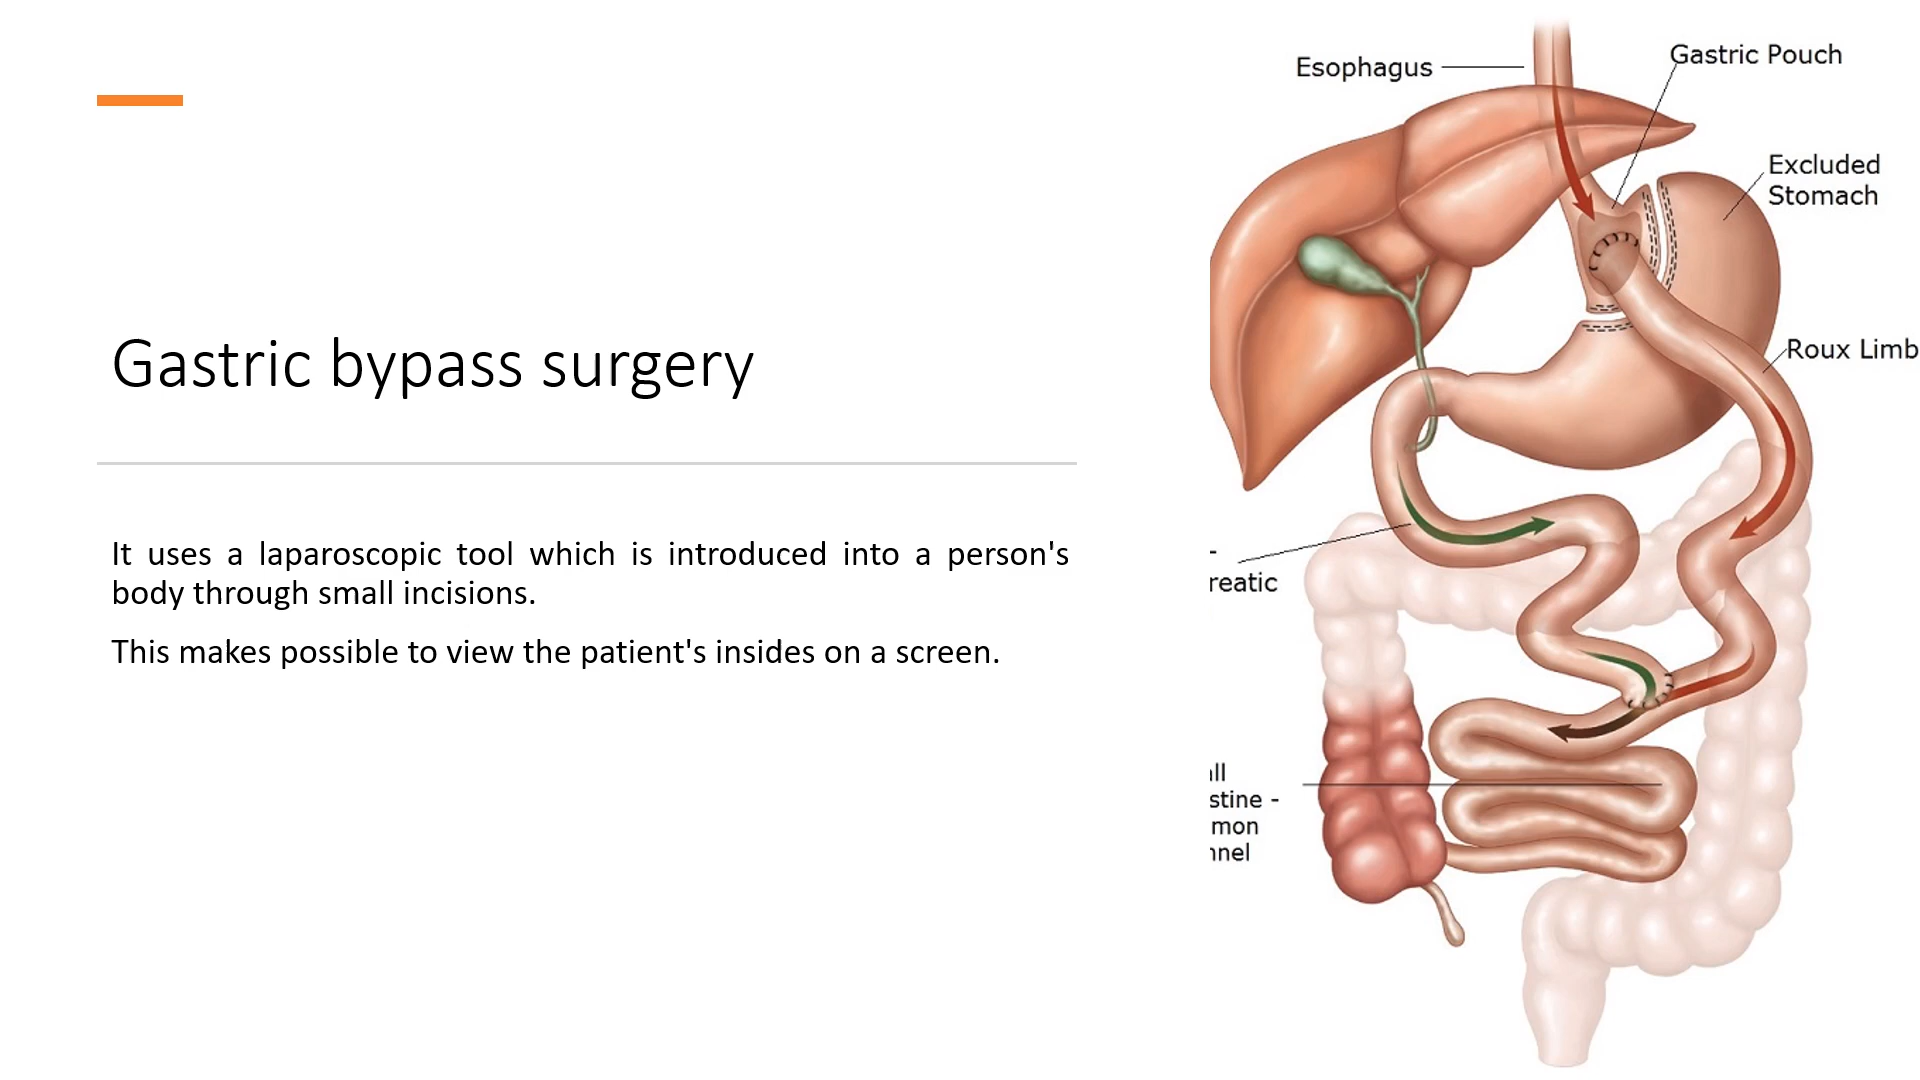 Gastric bypass surgery
It uses a laparoscopic tool which is introduced into a person's
body through small incisions.
This makes possible to view the patient's insides on a screen.
Esophagus
Gastric Pouch
Excluded
Stomach
Roux Limb
-
reatic
stine -
mon